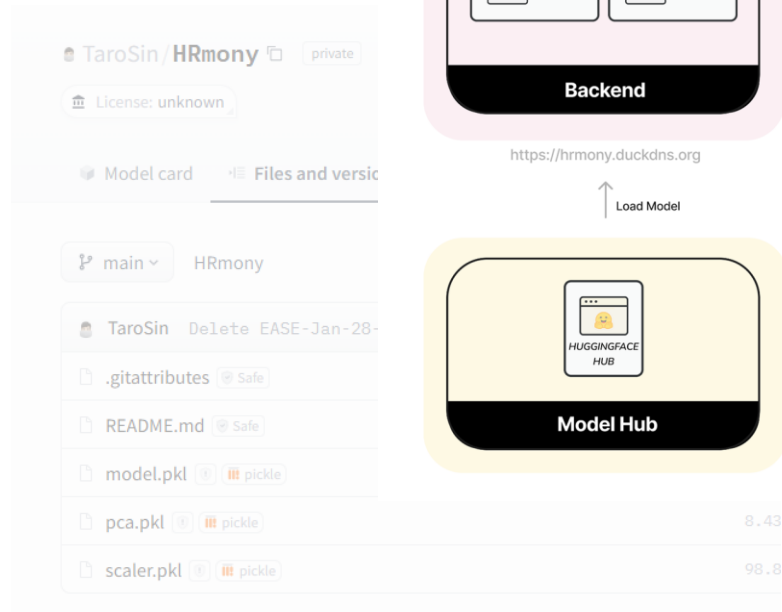 TaroSin/HRmony private
License: unknown
Model card
Files and versio
main
HRmony
TaroSin Delete EASE-Jan-28-
.gitattributes Safe
README.md Safe
model.pkl pickle
pca.pkl pickle
8.43
scaler.pkl pickle
98.8
Backend
https://hrmony.duckdns.org
Load Model
HUGGINGFACE
HUB
Model Hub